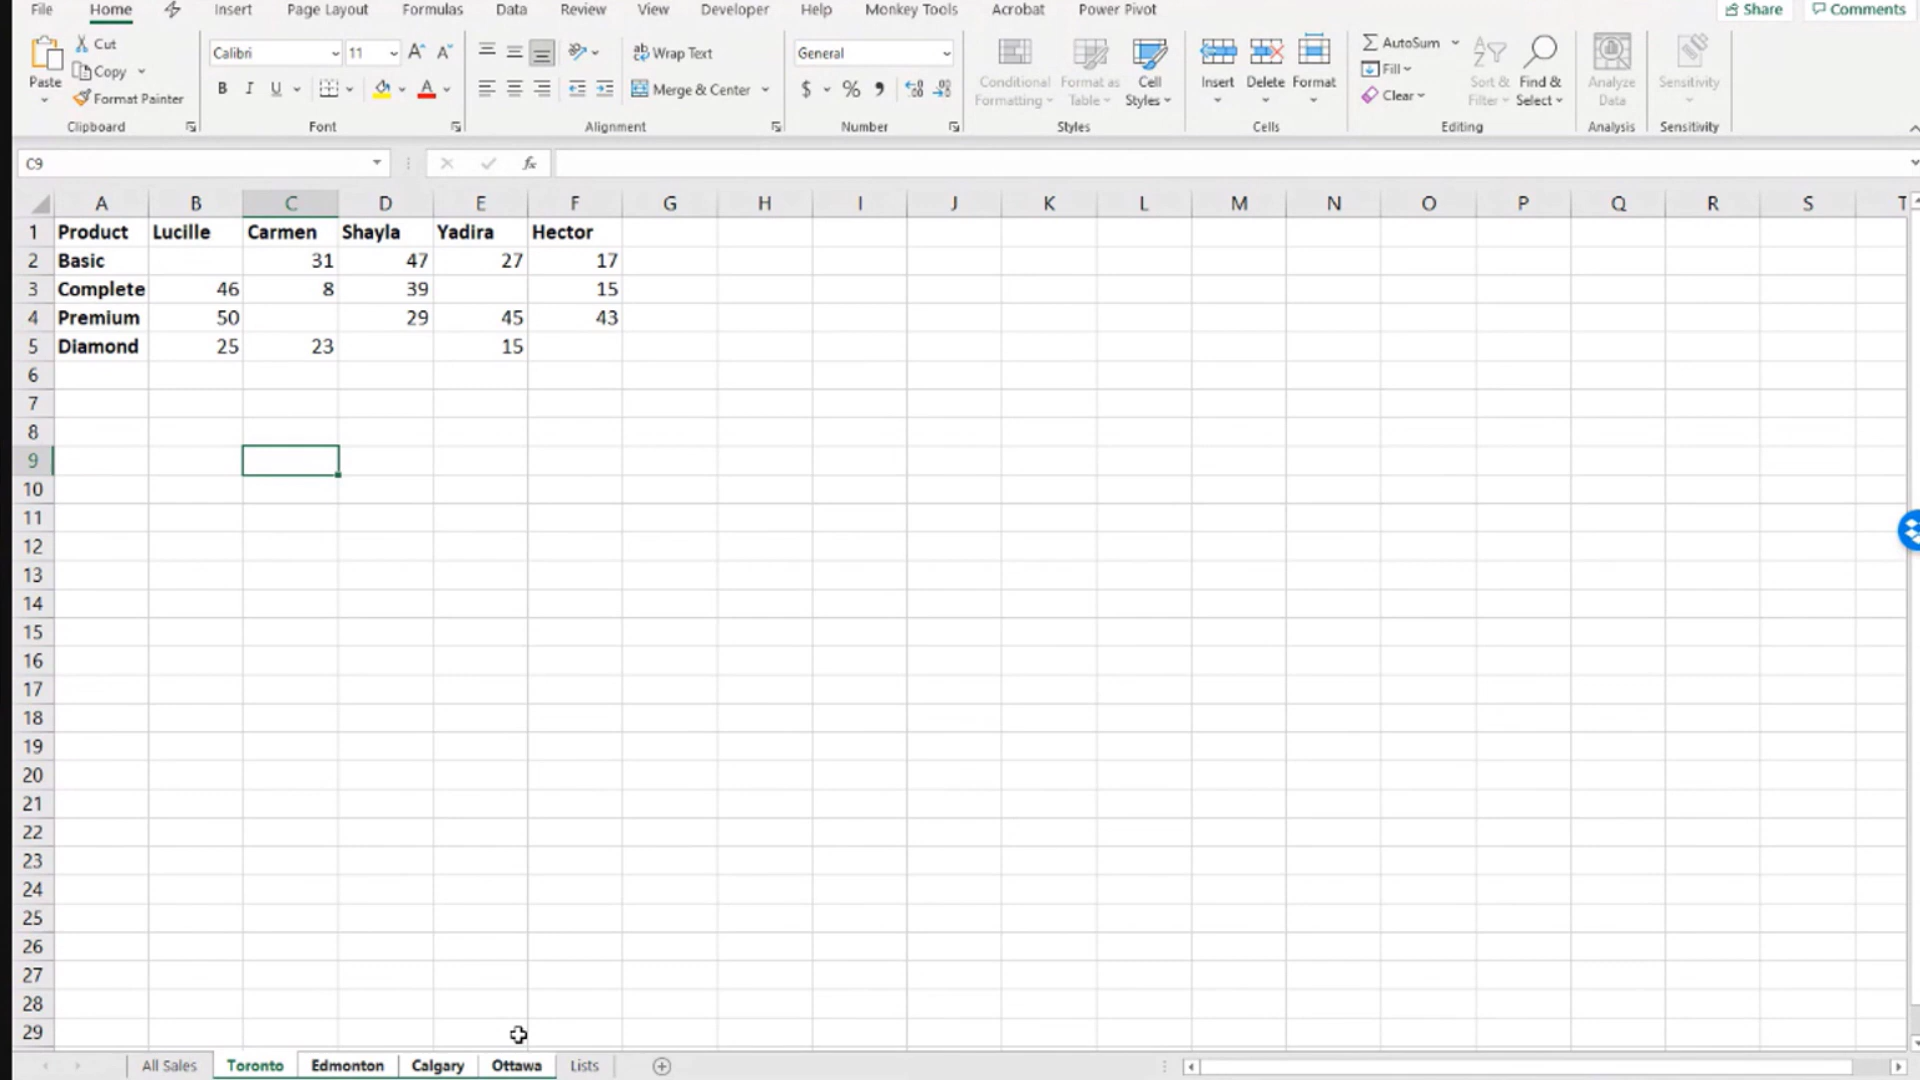 File Home Insert Page Layout Formulas Data Review View Developer Help Monkey Tools Acrobat Power Pivot Share Comments
Paste Cut Copy Format Painter Clipboard
Calibri 11 A^ A˅ B I U A Font
Wrap Text Merge & Center Alignment
General $ % , Number
Conditional Formatting Format as Table Cell Styles Styles
Insert Delete Format Cells
AutoSum Fill Clear Sort & Filter Find & Select Editing
Analyze Data Analysis
Sensitivity Sensitivity
C9 fx
A B C D E F G H I J K L M N O P Q R S T
1 Product Lucille Carmen Shayla Yadira Hector
2 Basic 31 47 27 17
3 Complete 46 8 39 15
4 Premium 50 29 45 43
5 Diamond 25 23 15
6
7
8
9
10
11
12
13
14
15
16
17
18
19
20
21
22
23
24
25
26
27
28
29
All Sales Toronto Edmonton Calgary Ottawa Lists